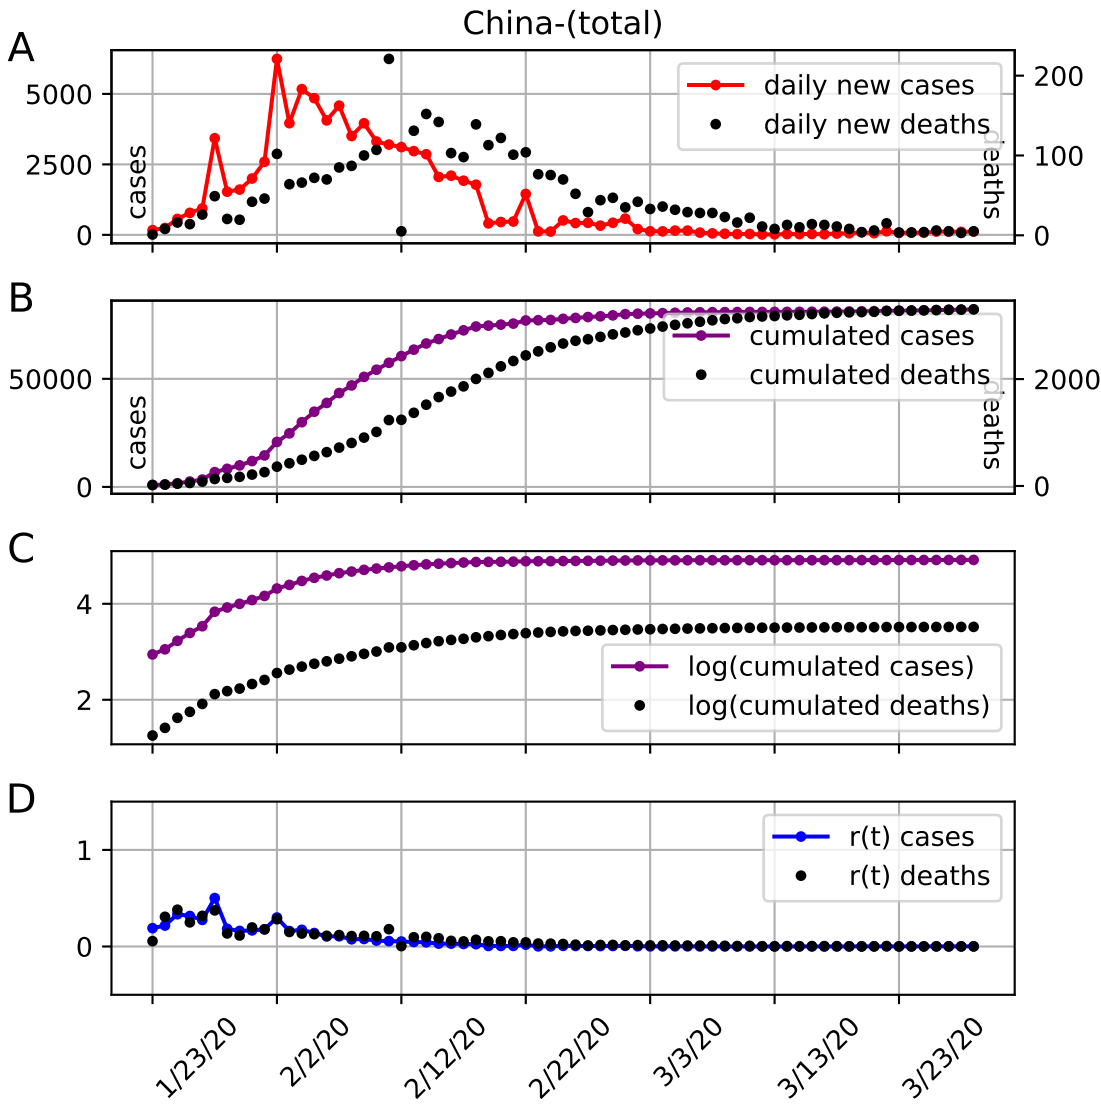 China-(total)
A
5000
2500
0
cases
200
100
0
deaths
daily new cases
daily new deaths
B
50000
0
cases
2000
0
deaths
cumulated cases
cumulated deaths
C
4
2
log(cumulated cases)
log(cumulated deaths)
D
1
0
r(t) cases
r(t) deaths
1/23/20
2/2/20
2/12/20
2/22/20
3/3/20
3/13/20
3/23/20